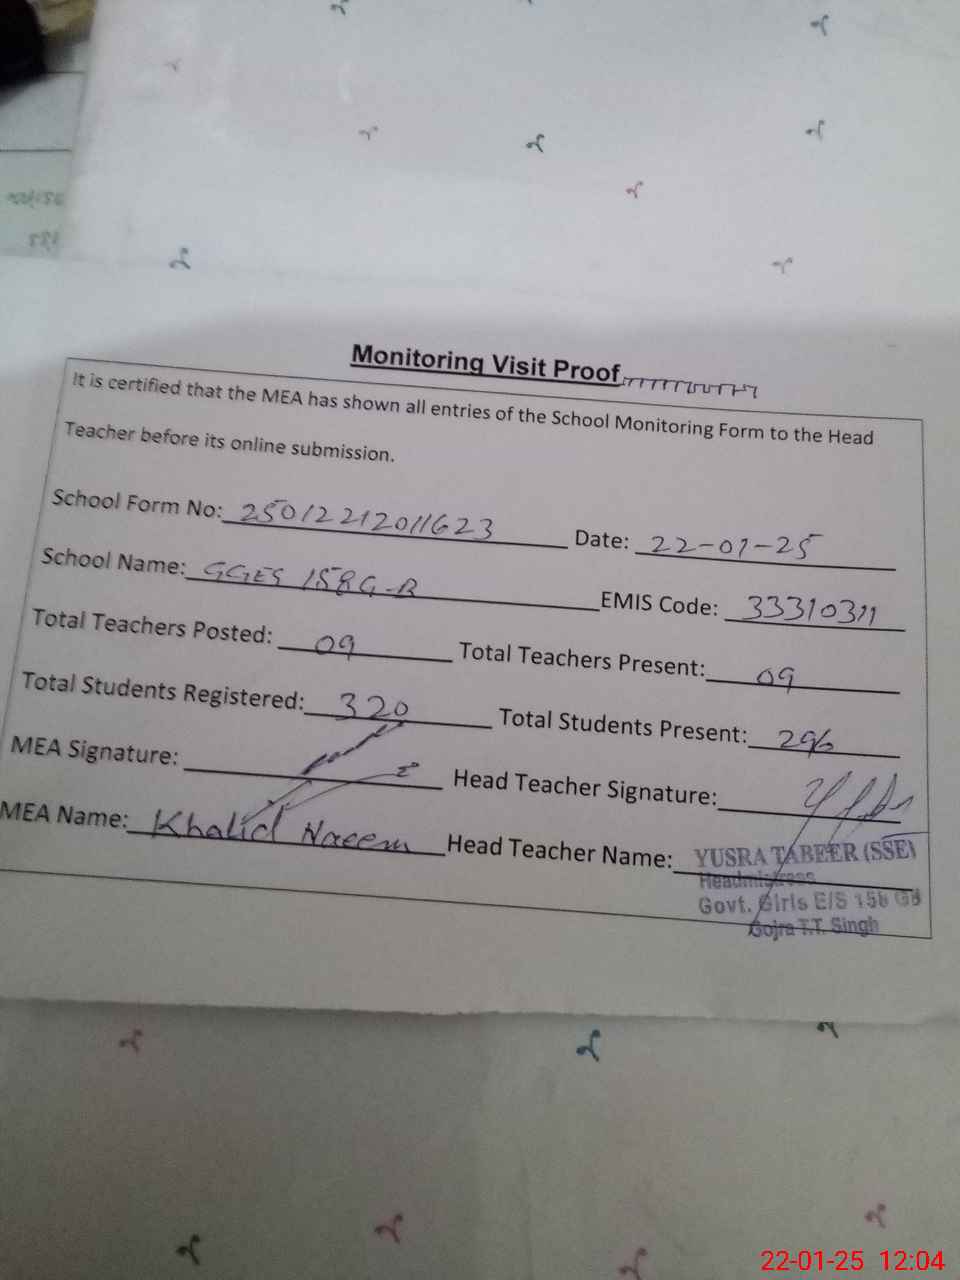 Monitoring Visit Proof
It is certified that the MEA has shown all entries of the School Monitoring Form to the Head
Teacher before its online submission.
School Form No: 25012212011623 Date: 22-01-25
School Name: GGES 158 G-B EMIS Code: 33310311
Total Teachers Posted: 09 Total Teachers Present: 09
Total Students Registered: 320 Total Students Present: 296
MEA Signature: Head Teacher Signature:
MEA Name: Khalid Naeem Head Teacher Name: YUSRA TABEER (SSE)
Headmistress
Govt. Girls E/S 158 GB
Gojra T.T. Singh
22-01-25 12:04